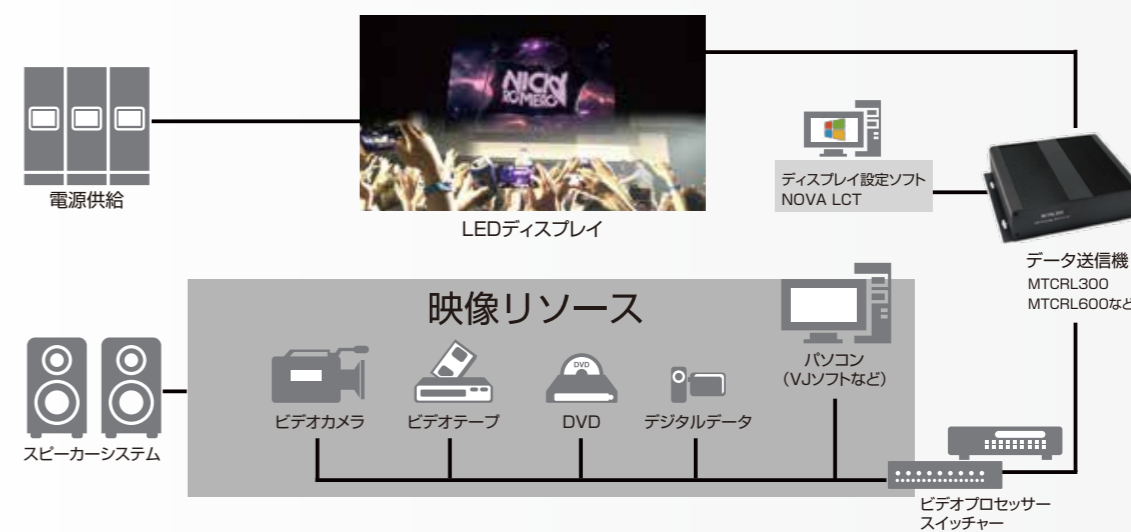 NICKY
ROMERO
電源供給
LEDディスプレイ
ディスプレイ設定ソフト
NOVA LCT
データ送信機
MTCRL300
MTCRL600など
映像リソース
パソコン
（VJソフトなど）
DVD
ビデオカメラ
ビデオテープ
DVD
デジタルデータ
スピーカーシステム
ビデオプロセッサー
スイッチャー